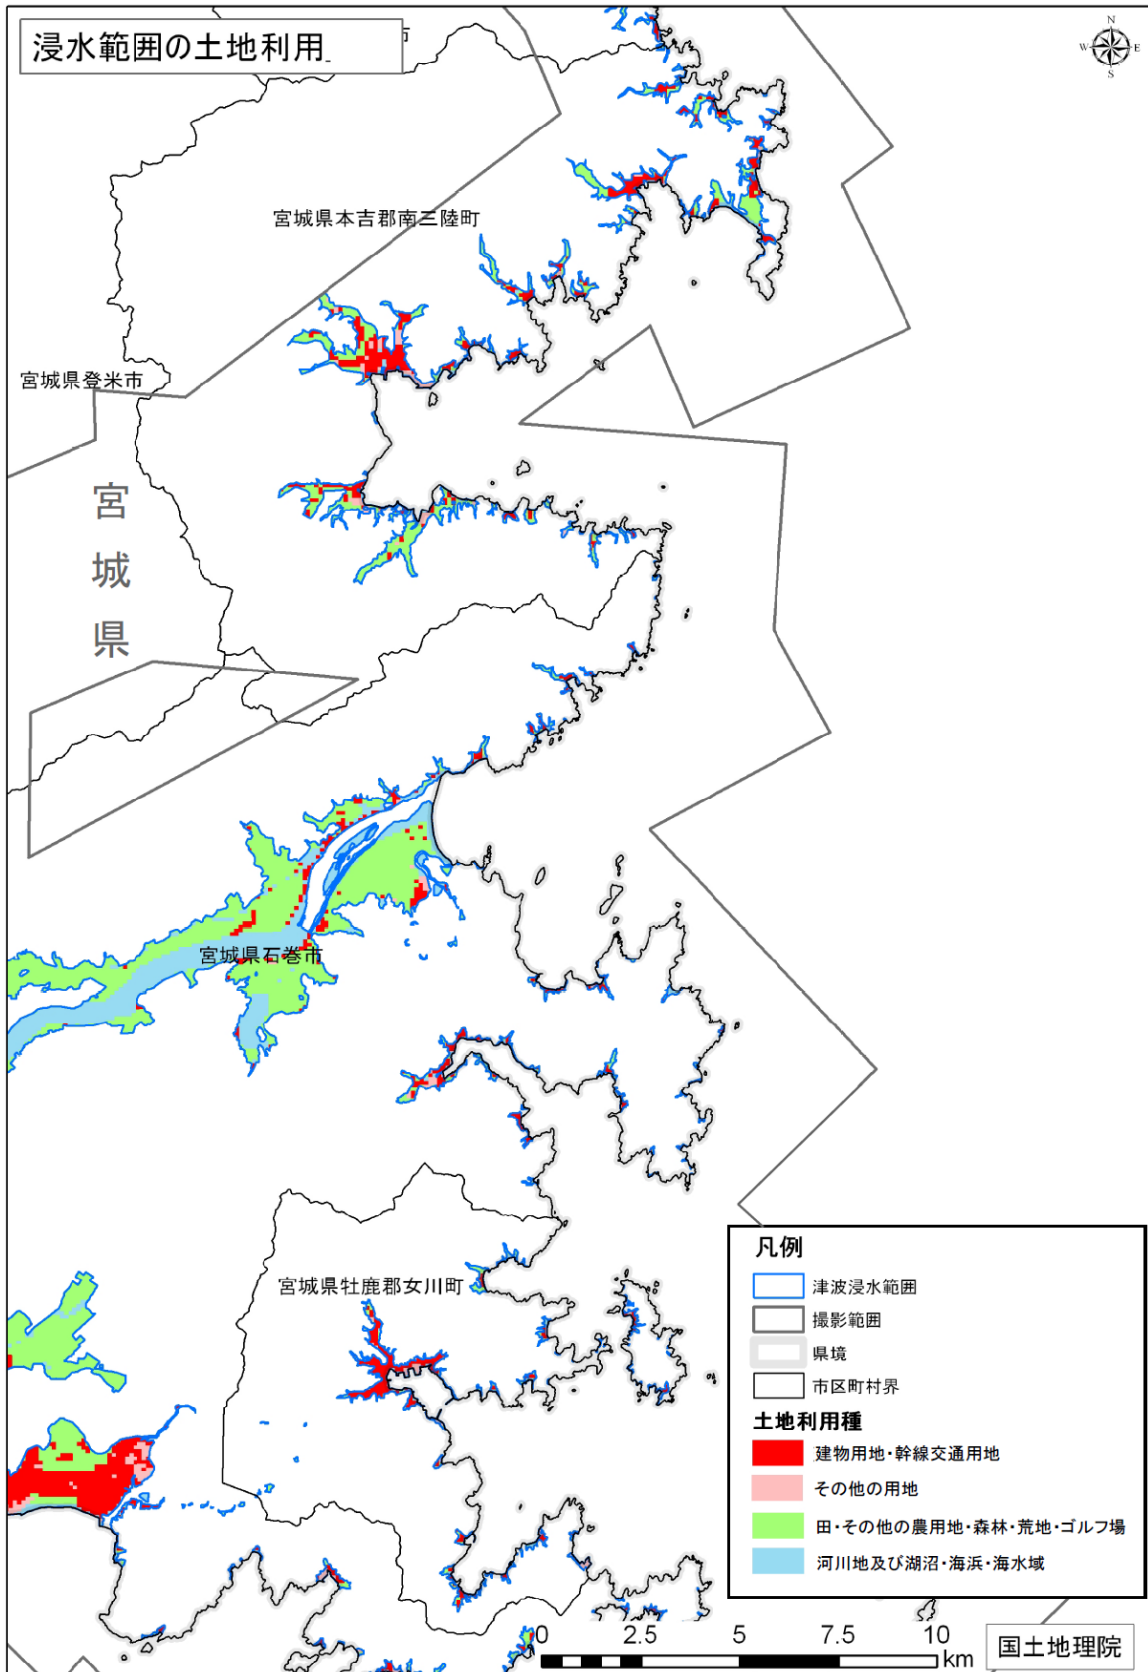 浸水範囲の土地利用
市
N
W
E
S
宮城県本吉郡南三陸町
宮城県登米市
宮
城
県
宮城県石巻市
宮城県牡鹿郡女川町
凡例
津波浸水範囲
撮影範囲
県境
市区町村界
土地利用種
建物用地・幹線交通用地
その他の用地
田・その他の農用地・森林・荒地・ゴルフ場
河川地及び湖沼・海浜・海水域
0 2.5 5 7.5 10
km
国土地理院